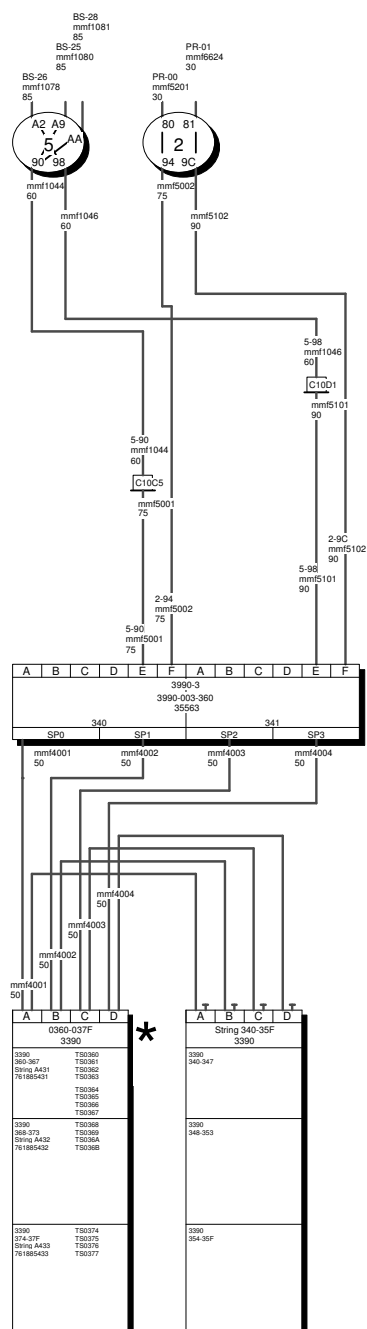 BS-28
mmf1081
85
BS-25
mmf1080
85
BS-26
mmf1078
85
PR-01
mmf6624
30
PR-00
mmf5201
30
A2 A9
AA
5
90 98
80 81
2
94 9C
mmf1044
60
mmf1046
60
mmf5002
75
mmf5102
90
5-98
mmf1046
60
C10D1
mmf5101
90
5-90
mmf1044
60
C10C5
mmf5001
75
2-9C
mmf5102
90
5-98
mmf5101
90
2-94
mmf5002
75
5-90
mmf5001
75
A B C D E F A B C D E F
3990-3
3990-003-360
35563
340 341
SP0 SP1 SP2 SP3
mmf4001
50
mmf4002
50
mmf4003
50
mmf4004
50
mmf4004
50
mmf4003
50
mmf4002
50
mmf4001
50
A B C D
0360-037F
3390
*
3390 TS0360
360-367 TS0361
String A431 TS0362
761885431 TS0363
TS0364
TS0365
TS0366
TS0367
3390 TS0368
368-373 TS0369
String A432 TS036A
761885432 TS036B
3390 TS0374
374-37F TS0375
String A433 TS0376
761885433 TS0377
A B C D
String 340-35F
3390
3390
340-347
3390
348-353
3390
354-35F